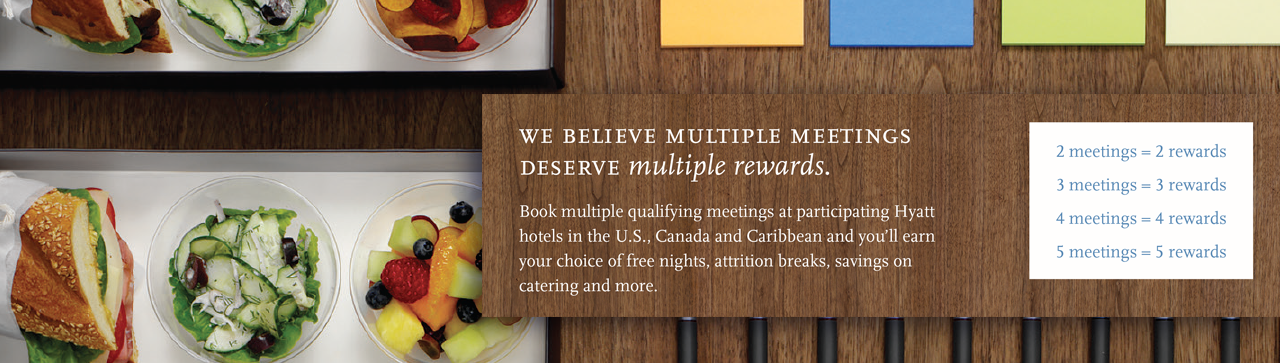 WE BELIEVE MULTIPLE MEETINGS
DESERVE multiple rewards.
Book multiple qualifying meetings at participating Hyatt
hotels in the U.S., Canada and Caribbean and you'll earn
your choice of free nights, attrition breaks, savings on
catering and more.
2 meetings = 2 rewards
3 meetings = 3 rewards
4 meetings = 4 rewards
5 meetings = 5 rewards